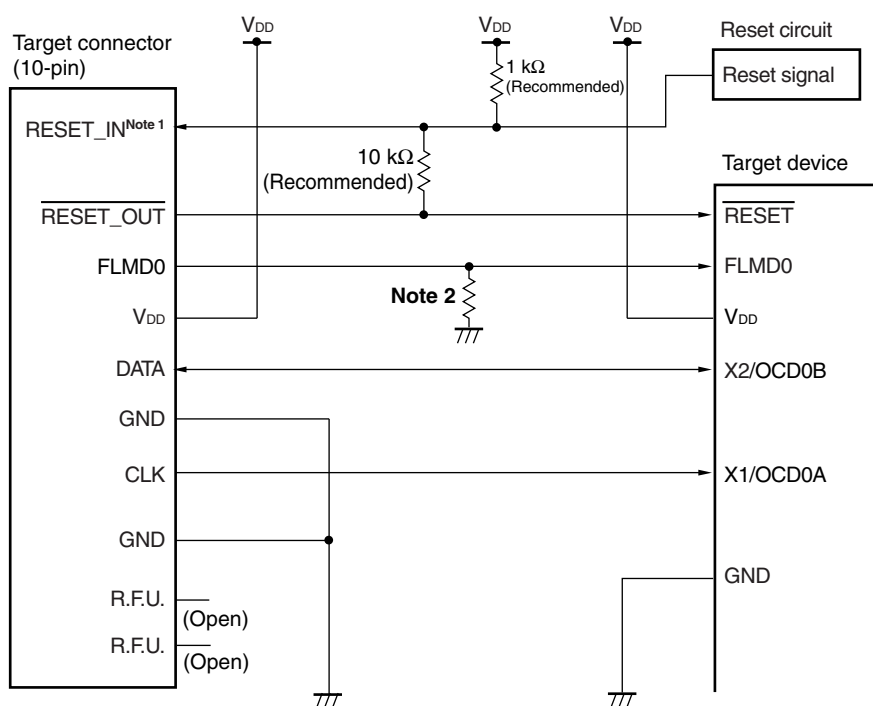 VDD VDD VDD
Reset circuit
Target connector
(10-pin)
1 kΩ
(Recommended)
Reset signal
RESET_IN Note 1
10 kΩ
(Recommended)
Target device
RESET_OUT
RESET
FLMD0
FLMD0
Note 2
VDD
VDD
DATA
X2/OCD0B
GND
CLK
X1/OCD0A
GND
GND
R.F.U.
(Open)
R.F.U.
(Open)